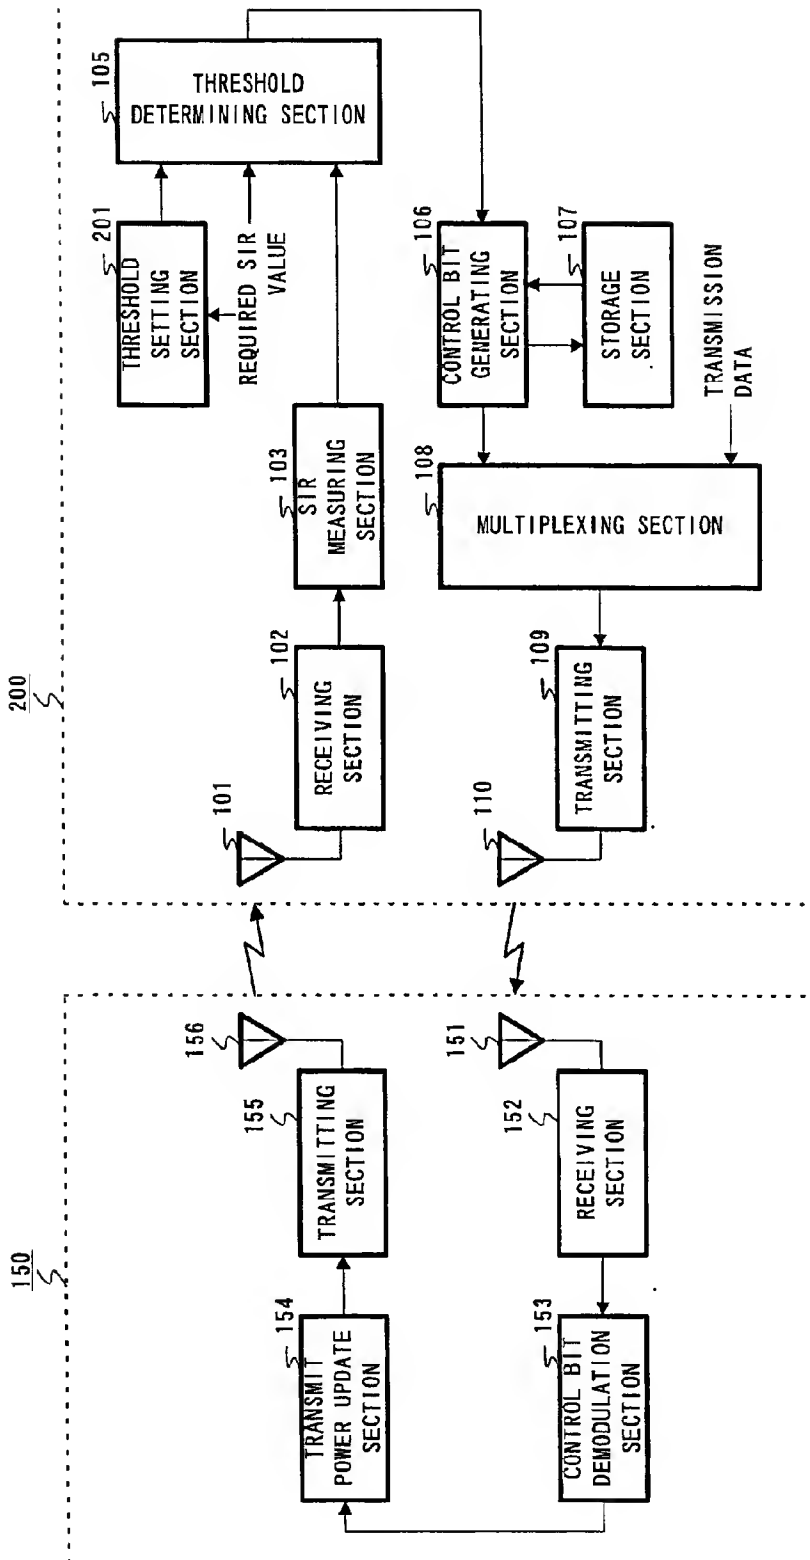 150
156
TRANSMITTING
SECTION
155
TRANSMIT
POWER UPDATE
SECTION
154
151
RECEIVING
SECTION
152
CONTROL BIT
DEMODULATION
SECTION
153
200
101
RECEIVING
SECTION
102
SIR
MEASURING
SECTION
103
THRESHOLD
SETTING
SECTION
201
REQUIRED SIR
VALUE
THRESHOLD
DETERMINING SECTION
105
CONTROL BIT
GENERATING
SECTION
106
STORAGE
SECTION
107
TRANSMISSION
DATA
MULTIPLEXING SECTION
108
TRANSMITTING
SECTION
109
110